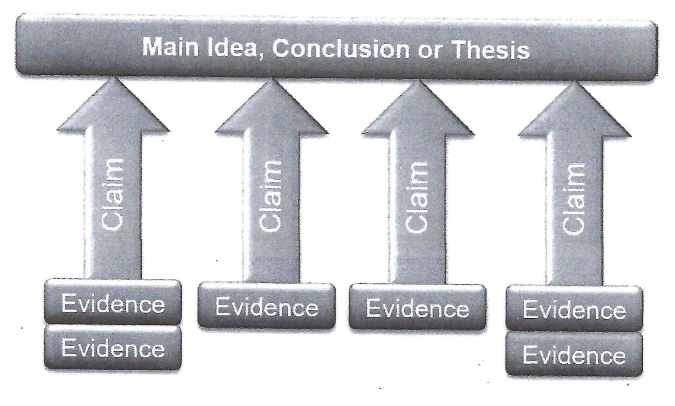 Main Idea, Conclusion or Thesis
Claim
Claim
Claim
Claim
Evidence
Evidence
Evidence
Evidence
Evidence
Evidence